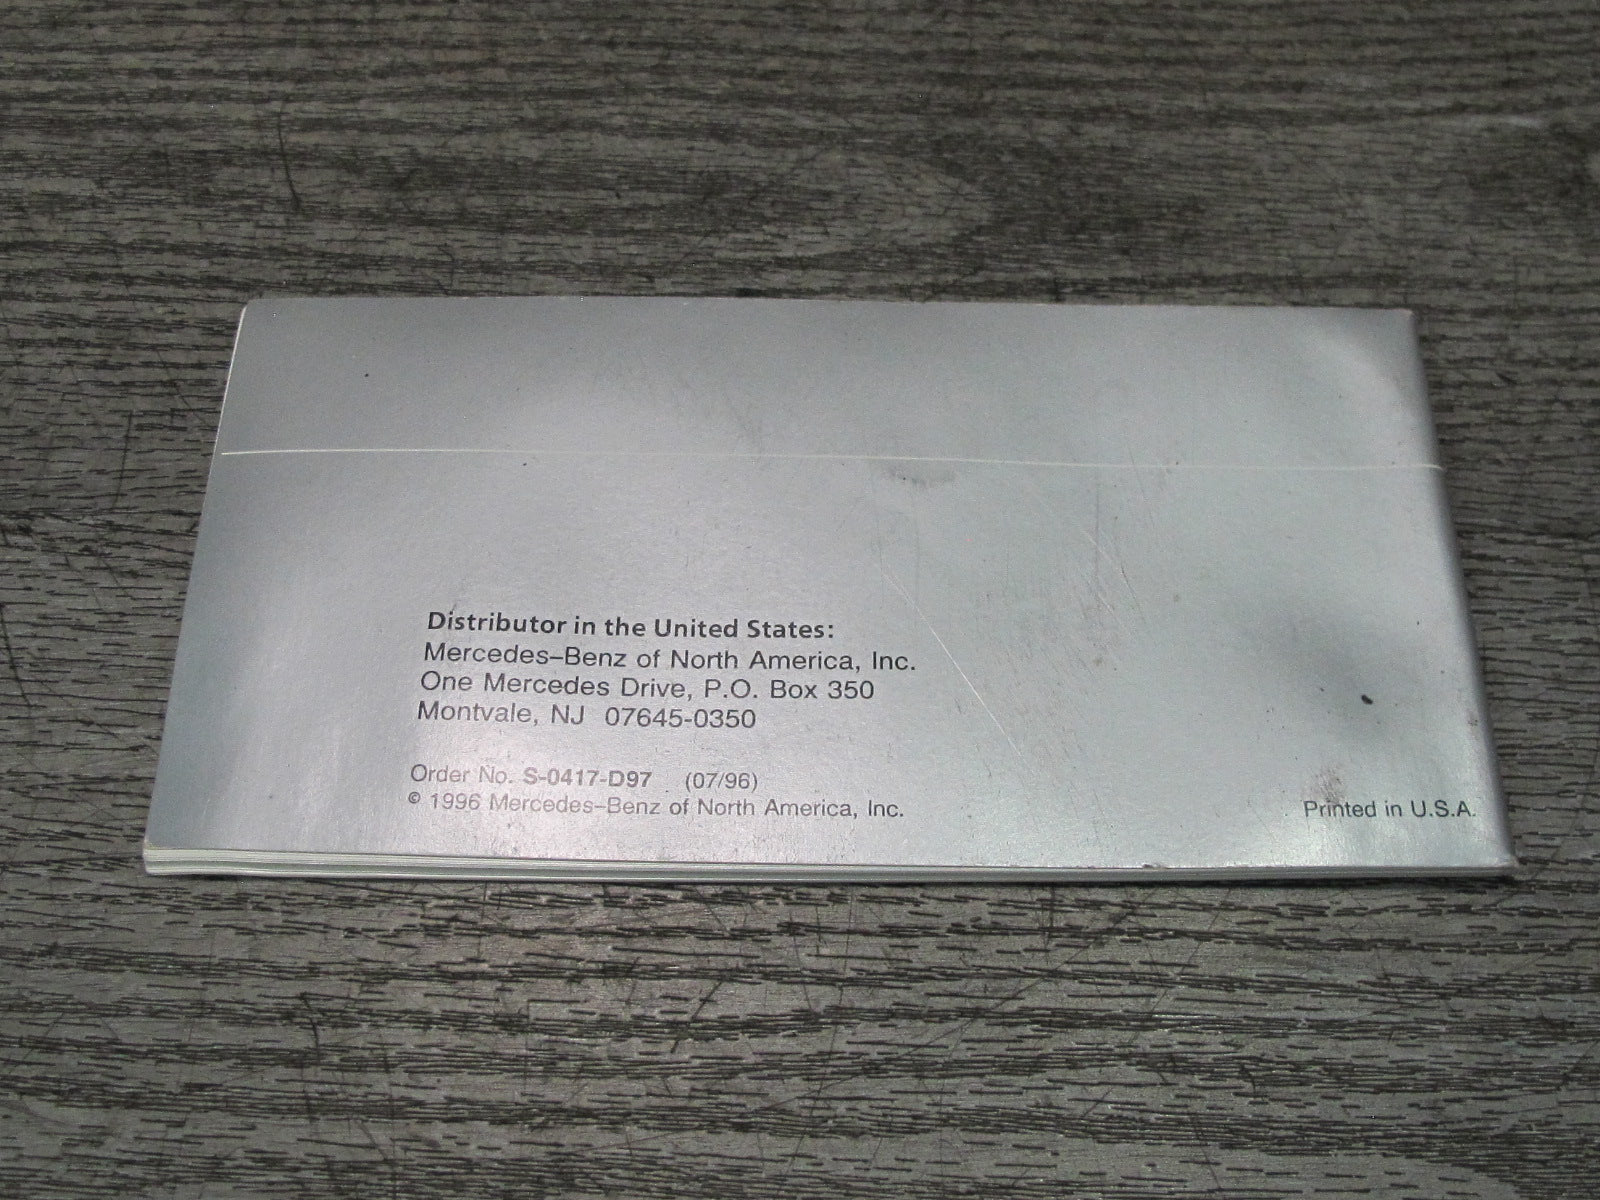 Distributor in the United States:
Mercedes–Benz of North America, Inc.
One Mercedes Drive, P.O. Box 350
Montvale, NJ 07645-0350
Order No. S-0417-D97 (07/96)
© 1996 Mercedes–Benz of North America, Inc.
Printed in U.S.A.